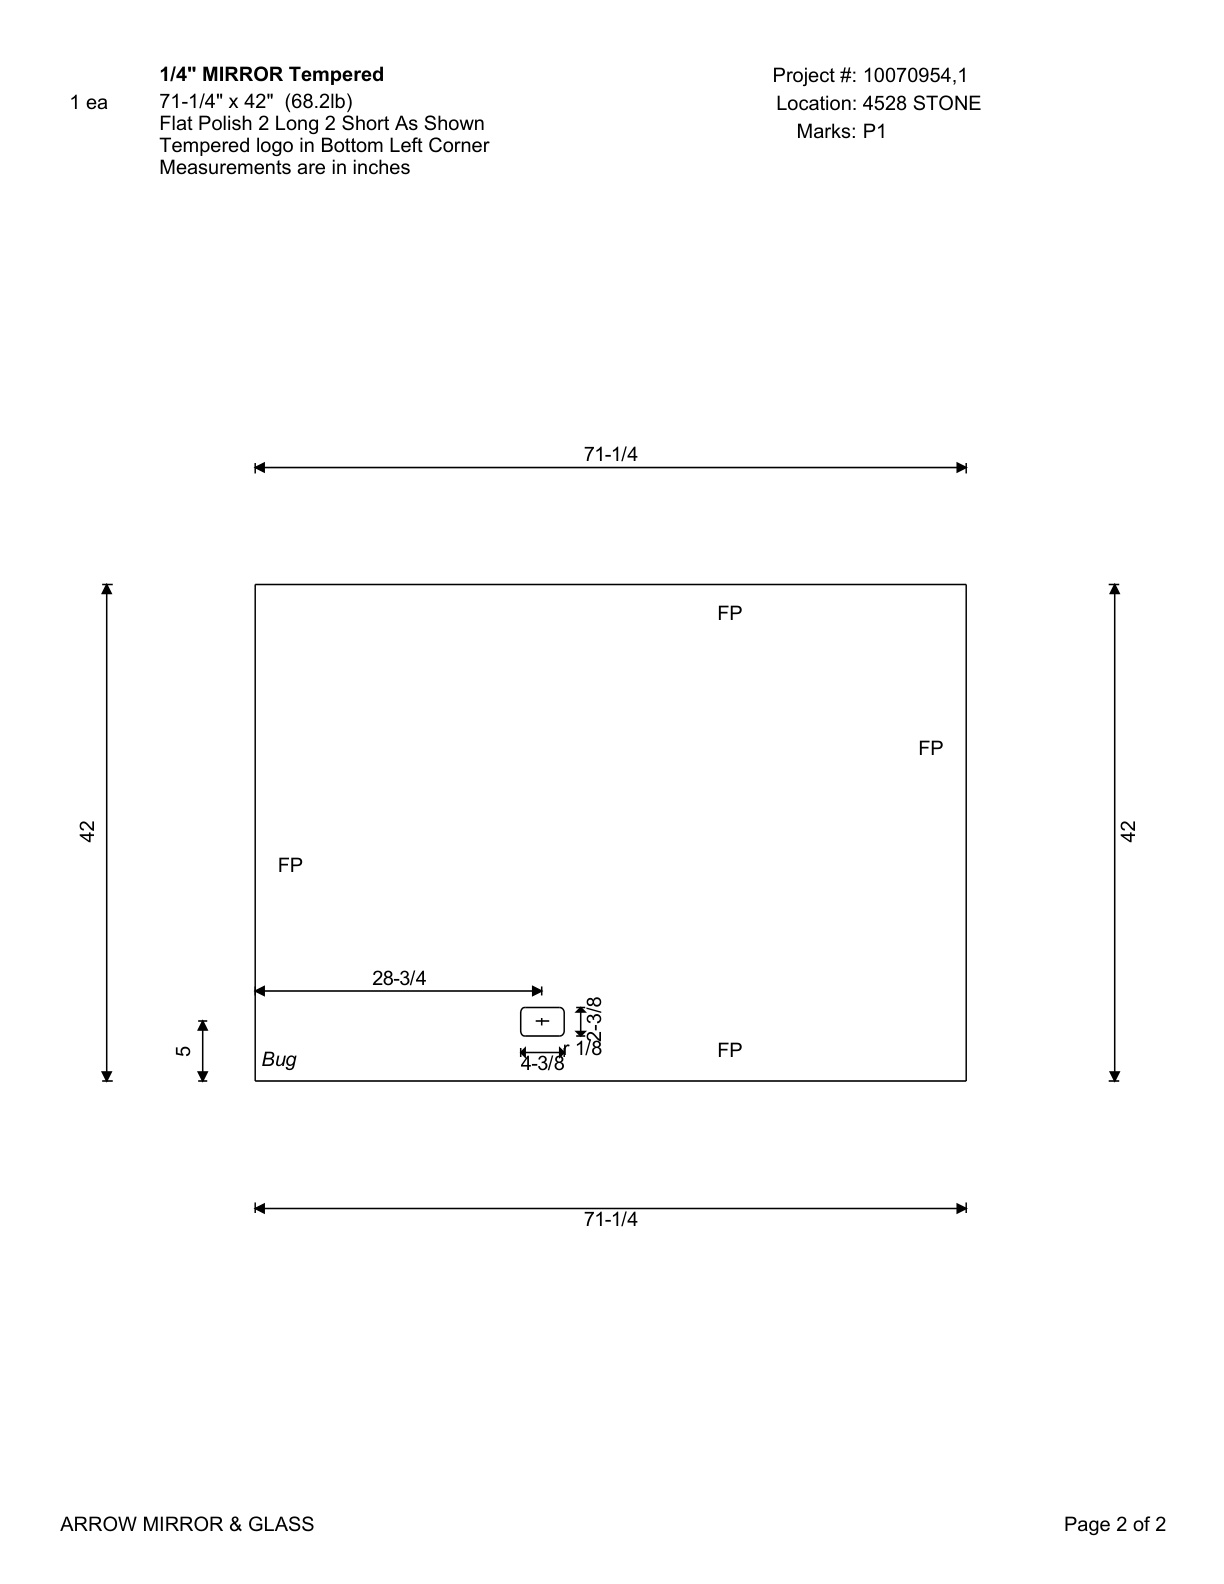 1/4" MIRROR Tempered
1 ea
71-1/4" x 42"  (68.2lb)
Flat Polish 2 Long 2 Short As Shown
Tempered logo in Bottom Left Corner
Measurements are in inches
Project #: 10070954,1
Location: 4528 STONE
Marks: P1
71-1/4
FP
FP
42
42
FP
28-3/4
2-3/8
5
Bug
r 1/8
4-3/8
FP
71-1/4
ARROW MIRROR & GLASS
Page 2 of 2